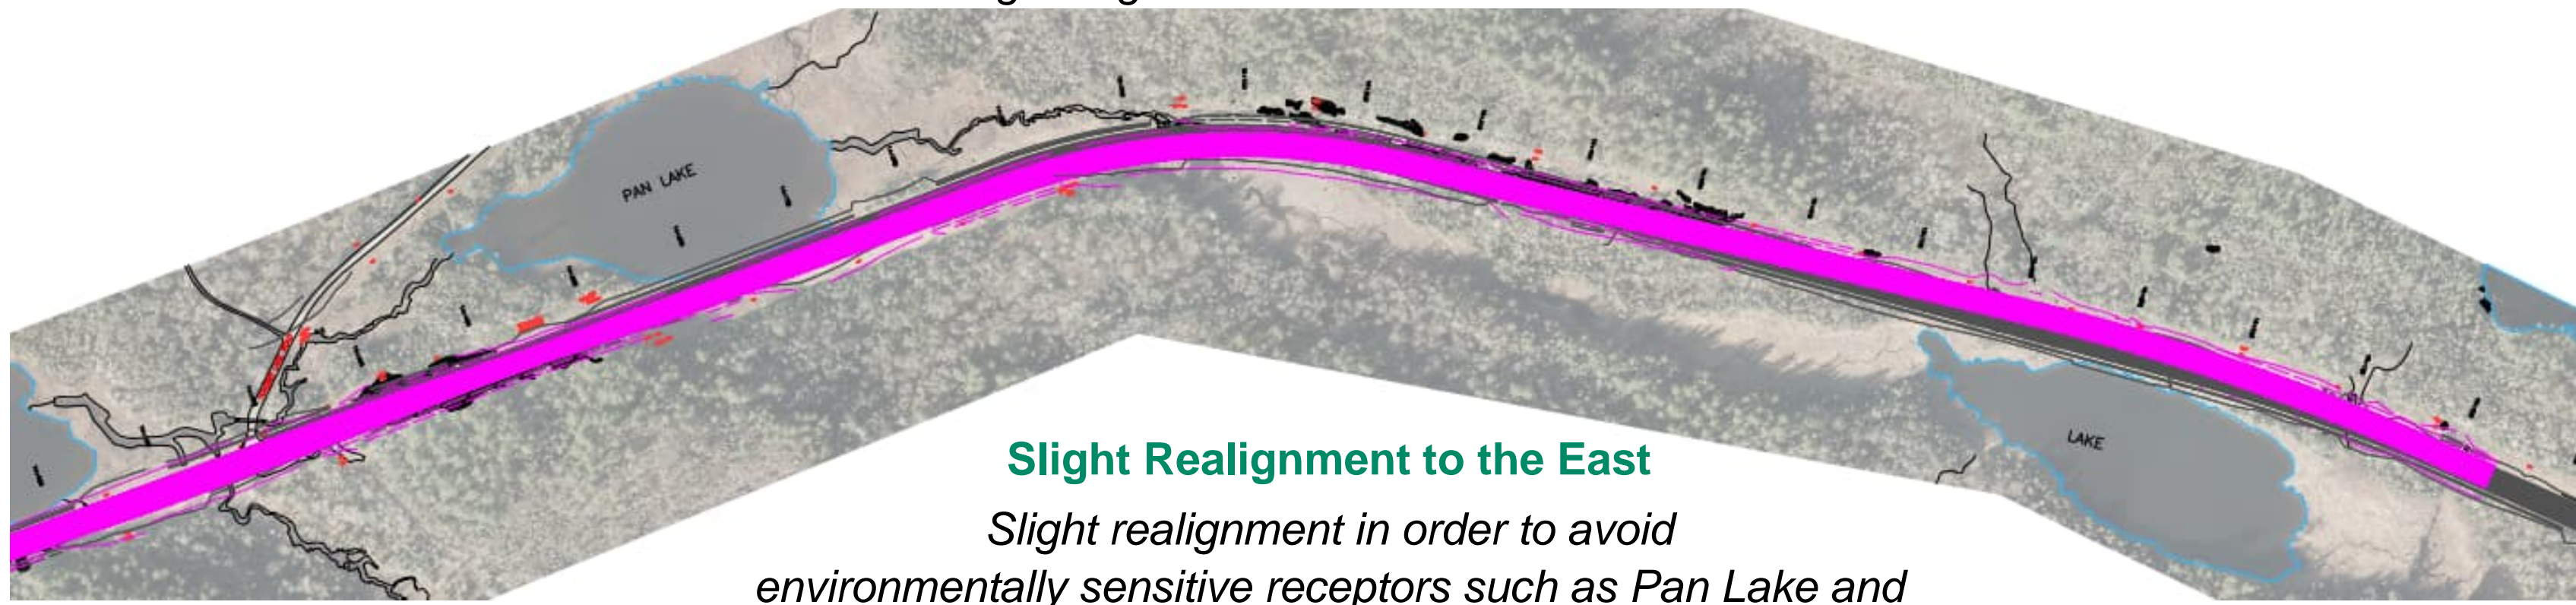 PAN LAKE
LAKE
Slight Realignment to the East
Slight realignment in order to avoid
environmentally sensitive receptors such as Pan Lake and